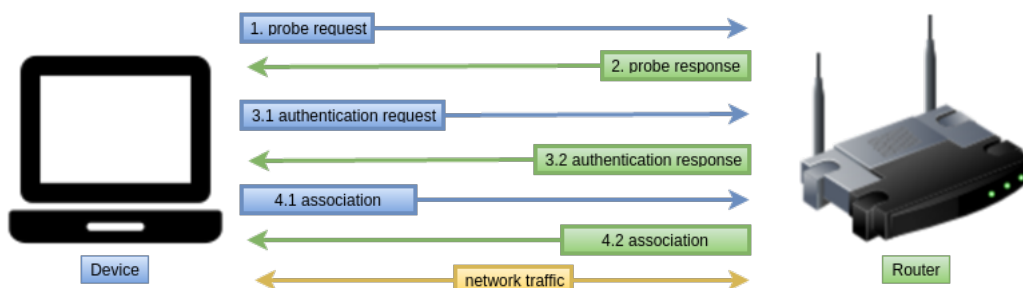 1. probe request
2. probe response
3.1 authentication request
3.2 authentication response
4.1 association
4.2 association
Device
network traffic
Router